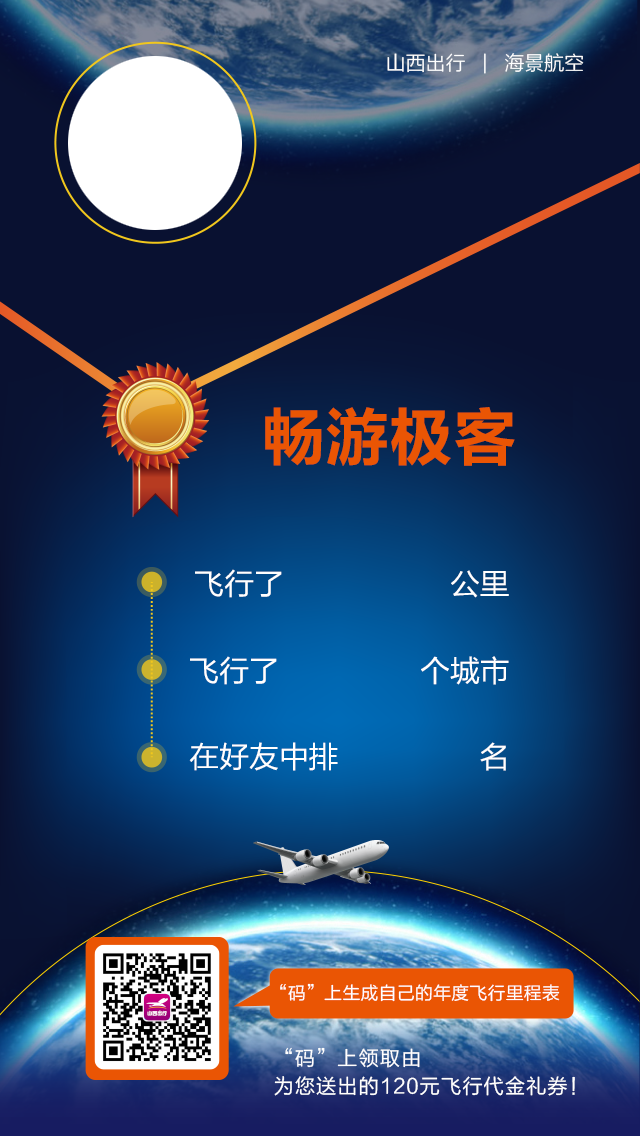 山西出行 | 海景航空
畅游极客
飞行了 公里
飞行了 个城市
在好友中排 名
山西出行
“码”上生成自己的年度飞行里程表
“码”上领取由
为您送出的120元飞行代金礼券!